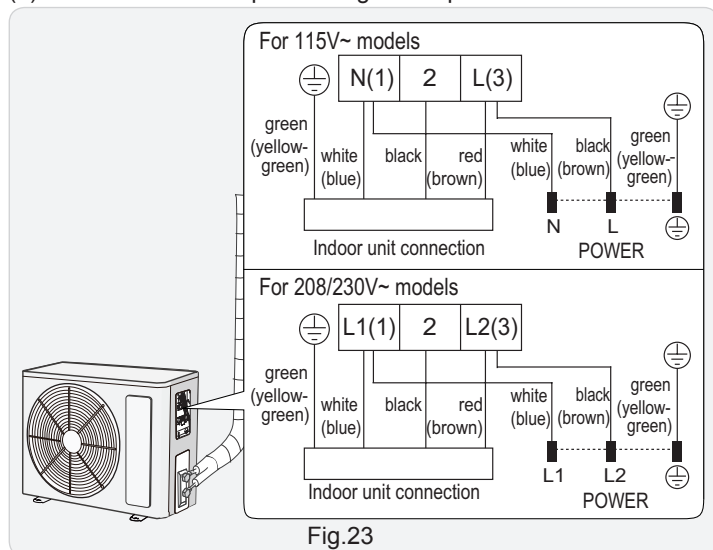 For 115V~ models
N(1) 2 L(3)
green
(yellow-
green)
white
(blue)
black
red
(brown)
white
(blue)
black
(brown)
green
(yellow-
green)
N L
Indoor unit connection
POWER
For 208/230V~ models
L1(1) 2 L2(3)
green
(yellow-
green)
white
(blue)
black
red
(brown)
white
(blue)
black
(brown)
green
(yellow-
green)
L1 L2
Indoor unit connection
POWER
Fig.23